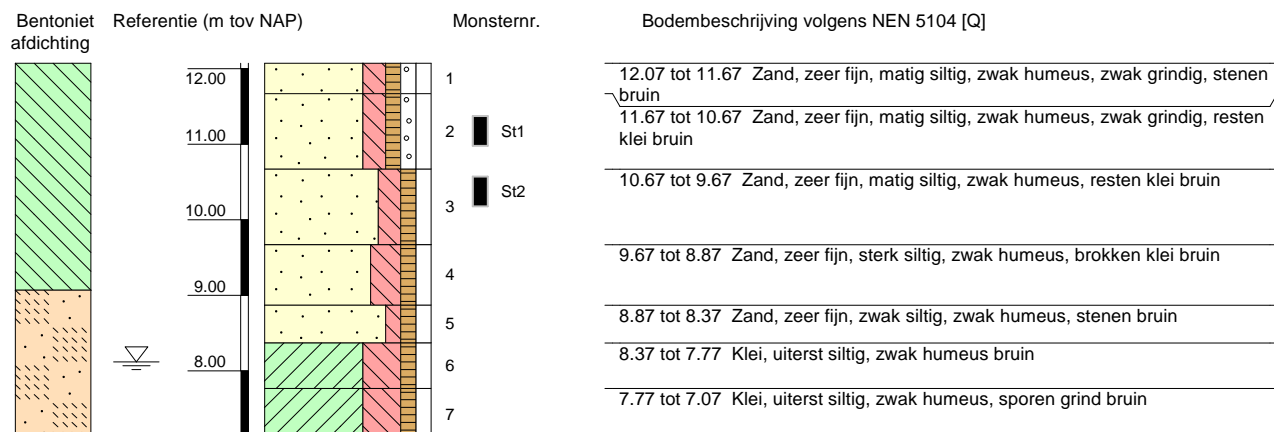 Bentoniet Referentie (m tov NAP) Monsternr. Bodembeschrijving volgens NEN 5104 [Q]
afdichting
12.00 1 12.07 tot 11.67 Zand, zeer fijn, matig siltig, zwak humeus, zwak grindig, stenen
bruin
11.67 tot 10.67 Zand, zeer fijn, matig siltig, zwak humeus, zwak grindig, resten
11.00 2 St1 klei bruin
10.67 tot 9.67 Zand, zeer fijn, matig siltig, zwak humeus, resten klei bruin
St2
10.00 3
9.67 tot 8.87 Zand, zeer fijn, sterk siltig, zwak humeus, brokken klei bruin
9.00 4
5 8.87 tot 8.37 Zand, zeer fijn, zwak siltig, zwak humeus, stenen bruin
8.00 6 8.37 tot 7.77 Klei, uiterst siltig, zwak humeus bruin
7 7.77 tot 7.07 Klei, uiterst siltig, zwak humeus, sporen grind bruin